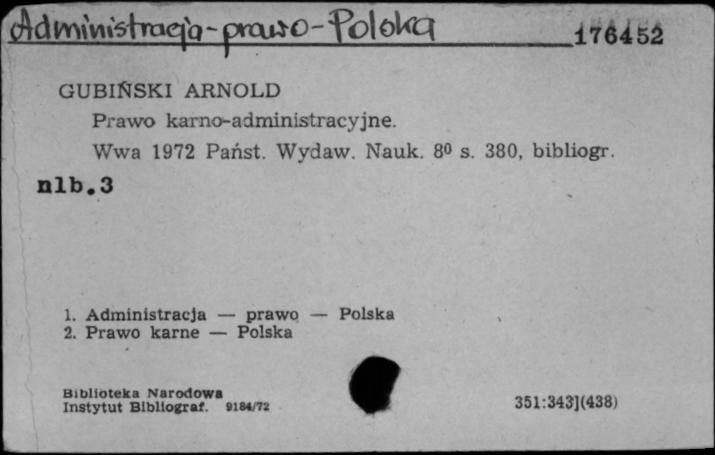 Administracja-prawo-Polska
176452
GUBIŃSKI ARNOLD
Prawo karno-administracyjne.
Wwa 1972 Państ. Wydaw. Nauk. 8⁰ s. 380, bibliogr.
nlb.3
1. Administracja — prawo — Polska
2. Prawo karne — Polska
Biblioteka Narodowa
Instytut Bibliograf. 9184/72
351:343](438)